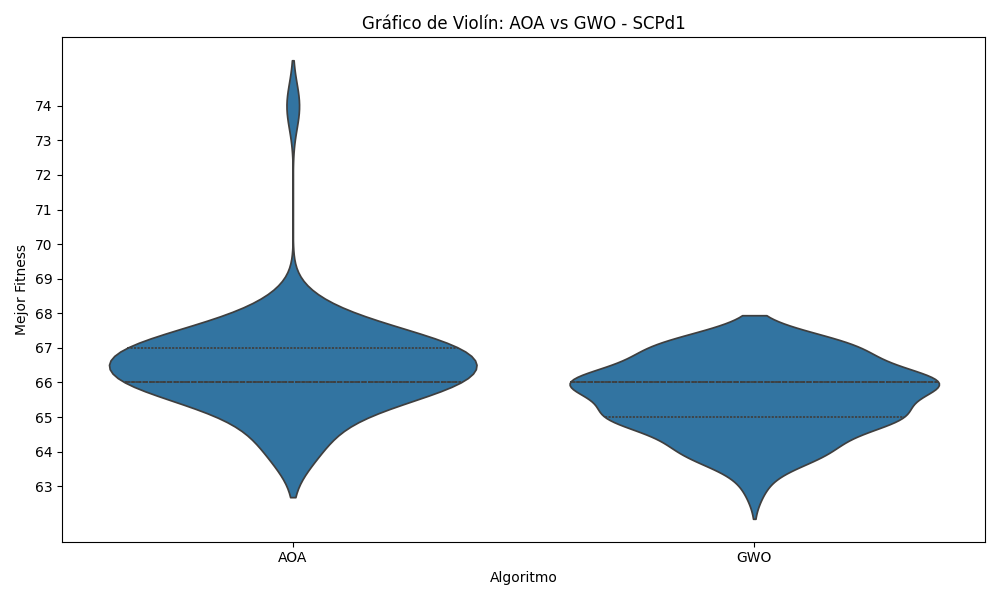 Gráfico de Violín: AOA vs GWO - SCPd1
Mejor Fitness
74
73
72
71
70
69
68
67
66
65
64
63
AOA
GWO
Algoritmo